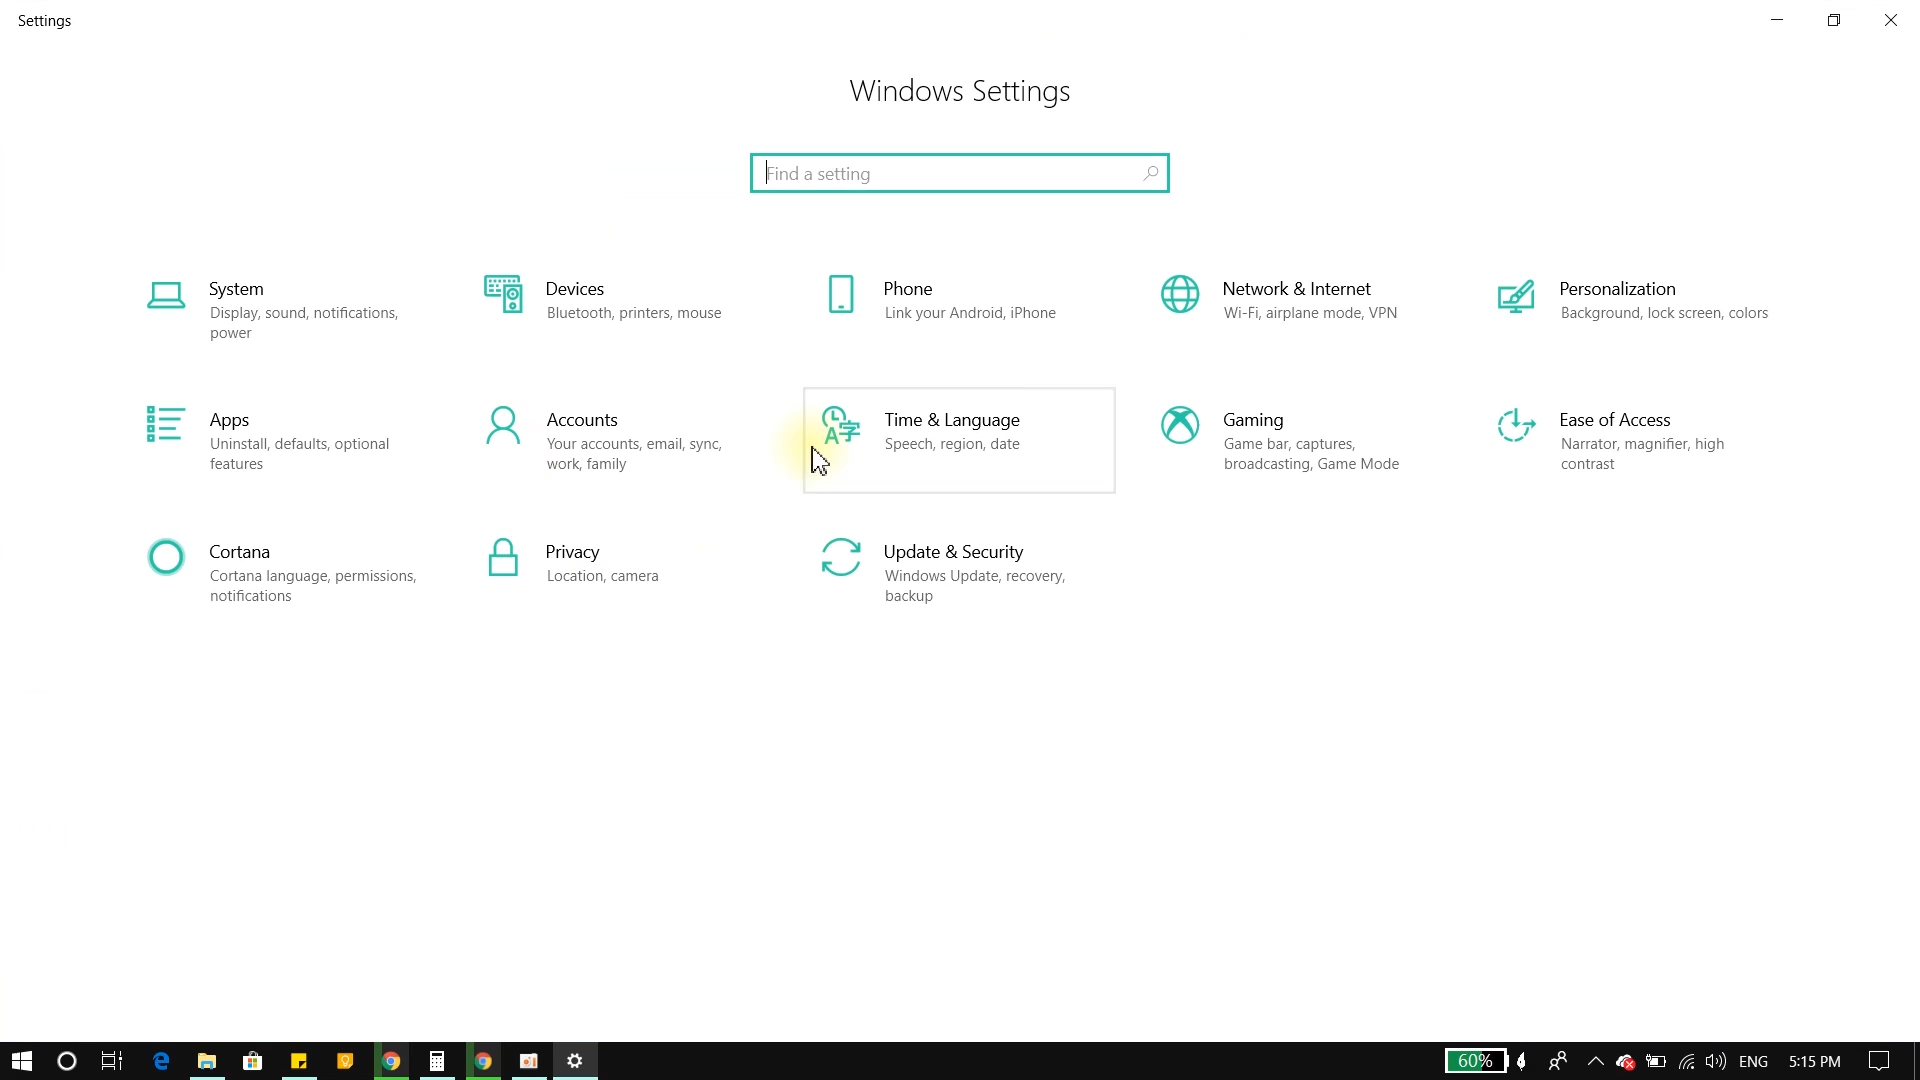 Settings
Windows Settings
Find a setting
System
Display, sound, notifications,
power
Devices
Bluetooth, printers, mouse
Phone
Link your Android, iPhone
Network & Internet
Wi-Fi, airplane mode, VPN
Personalization
Background, lock screen, colors
Apps
Uninstall, defaults, optional
features
Accounts
Your accounts, email, sync,
work, family
Time & Language
Speech, region, date
Gaming
Game bar, captures,
broadcasting, Game Mode
Ease of Access
Narrator, magnifier, high
contrast
Cortana
Cortana language, permissions,
notifications
Privacy
Location, camera
Update & Security
Windows Update, recovery,
backup
60%
ENG
5:15 PM